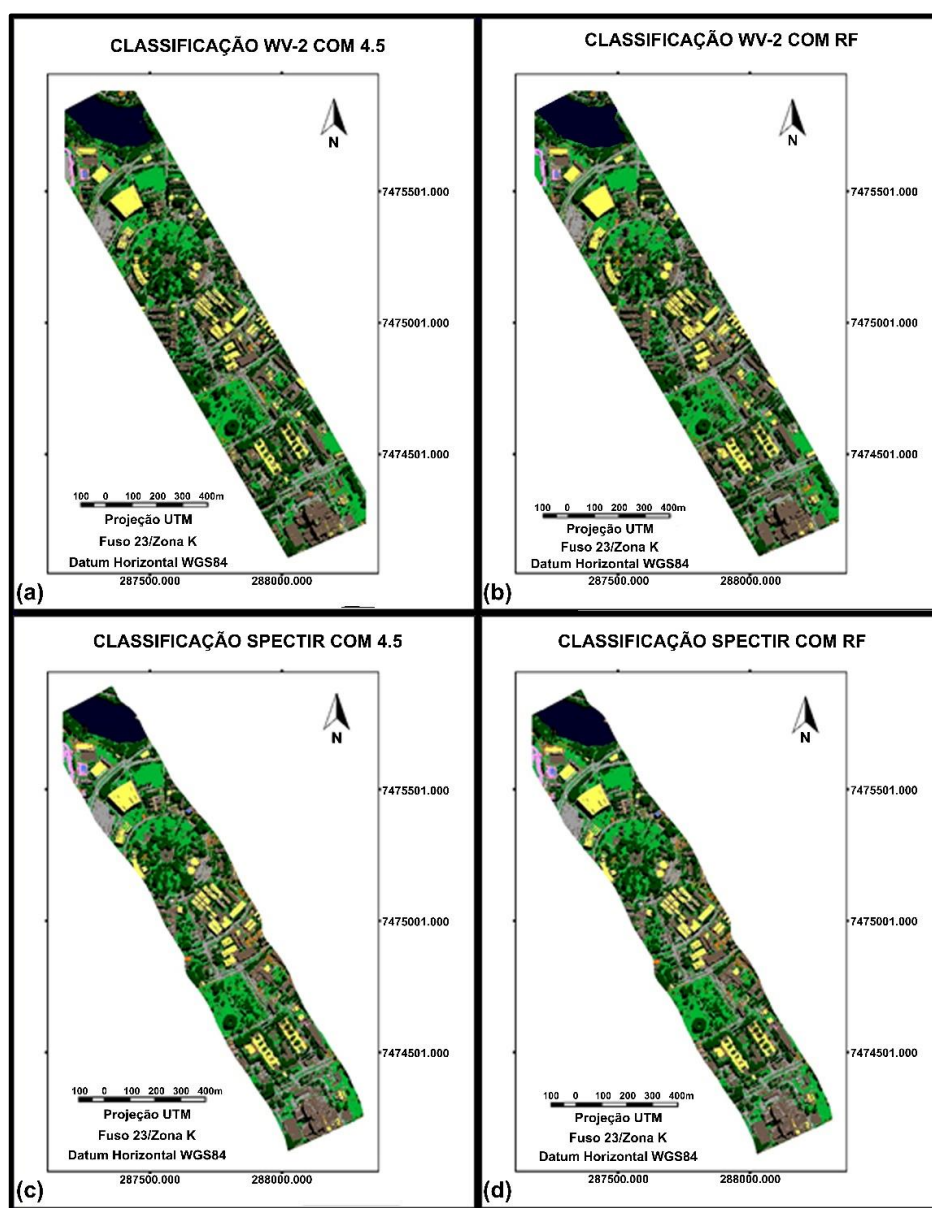 CLASSIFICAÇÃO WV-2 COM 4.5
N
7475501.000
7475001.000
7474501.000
100 0 100 200 300 400m
Projeção UTM
Fuso 23/Zona K
Datum Horizontal WGS84
287500.000 288000.000
(a)
CLASSIFICAÇÃO WV-2 COM RF
N
7475501.000
7475001.000
7474501.000
100 0 100 200 300 400m
Projeção UTM
Fuso 23/Zona K
Datum Horizontal WGS84
287500.000 288000.000
(b)
CLASSIFICAÇÃO SPECTIR COM 4.5
N
7475501.000
7475001.000
7474501.000
100 0 100 200 300 400m
Projeção UTM
Fuso 23/Zona K
Datum Horizontal WGS84
287500.000 288000.000
(c)
CLASSIFICAÇÃO SPECTIR COM RF
N
7475501.000
7475001.000
7474501.000
100 0 100 200 300 400m
Projeção UTM
Fuso 23/Zona K
Datum Horizontal WGS84
287500.000 288000.000
(d)